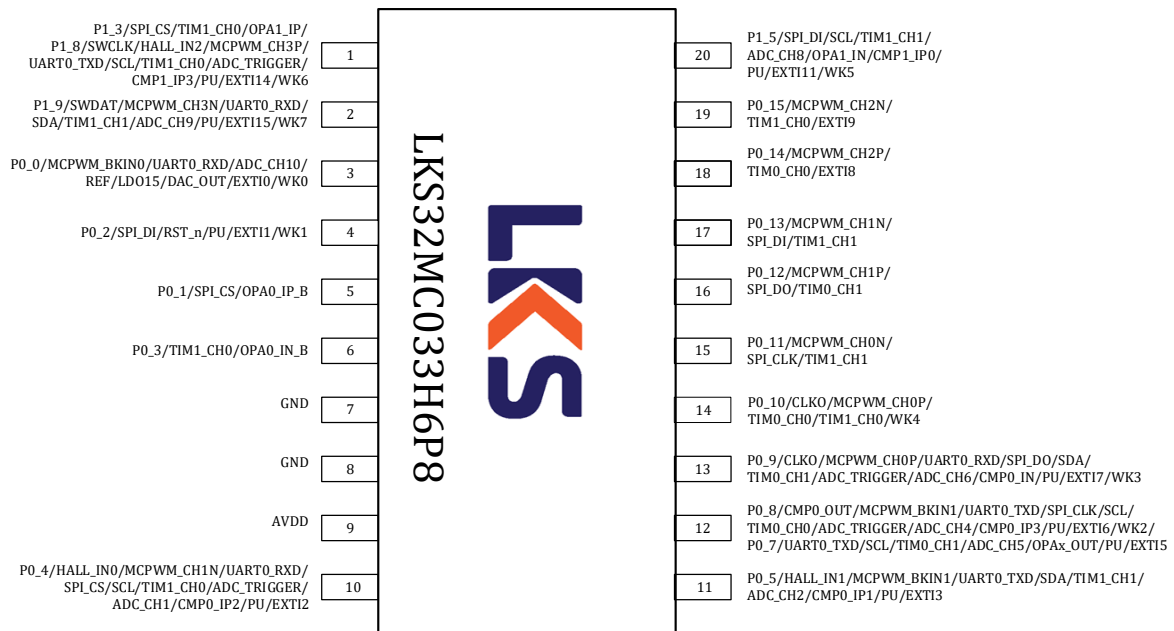 P1_3/SPI_CS/TIM1_CH0/OPA1_IP/
P1_8/SWCLK/HALL_IN2/MCPWM_CH3P/
UART0_TXD/SCL/TIM1_CH0/ADC_TRIGGER/
CMP1_IP3/PU/EXTI14/WK6
1
P1_9/SWDAT/MCPWM_CH3N/UART0_RXD/
SDA/TIM1_CH1/ADC_CH9/PU/EXTI15/WK7
2
P0_0/MCPWM_BKIN0/UART0_RXD/ADC_CH10/
REF/LDO15/DAC_OUT/EXTI0/WK0
3
P0_2/SPI_DI/RST_n/PU/EXTI1/WK1
4
P0_1/SPI_CS/OPA0_IP_B
5
P0_3/TIM1_CH0/OPA0_IN_B
6
GND
7
GND
8
AVDD
9
P0_4/HALL_IN0/MCPWM_CH1N/UART0_RXD/
SPI_CS/SCL/TIM1_CH0/ADC_TRIGGER/
ADC_CH1/CMP0_IP2/PU/EXTI2
10
LKS32MC033H6P8
LKS
20
P1_5/SPI_DI/SCL/TIM1_CH1/
ADC_CH8/OPA1_IN/CMP1_IP0/
PU/EXTI11/WK5
19
P0_15/MCPWM_CH2N/
TIM1_CH0/EXTI9
18
P0_14/MCPWM_CH2P/
TIM0_CH0/EXTI8
17
P0_13/MCPWM_CH1N/
SPI_DI/TIM1_CH1
16
P0_12/MCPWM_CH1P/
SPI_DO/TIM0_CH1
15
P0_11/MCPWM_CH0N/
SPI_CLK/TIM1_CH1
14
P0_10/CLKO/MCPWM_CH0P/
TIM0_CH0/TIM1_CH0/WK4
13
P0_9/CLKO/MCPWM_CH0P/UART0_RXD/SPI_DO/SDA/
TIM0_CH1/ADC_TRIGGER/ADC_CH6/CMP0_IN/PU/EXTI7/WK3
12
P0_8/CMP0_OUT/MCPWM_BKIN1/UART0_TXD/SPI_CLK/SCL/
TIM0_CH0/ADC_TRIGGER/ADC_CH4/CMP0_IP3/PU/EXTI6/WK2/
P0_7/UART0_TXD/SCL/TIM0_CH1/ADC_CH5/OPAx_OUT/PU/EXTI5
11
P0_5/HALL_IN1/MCPWM_BKIN1/UART0_TXD/SDA/TIM1_CH1/
ADC_CH2/CMP0_IP1/PU/EXTI3